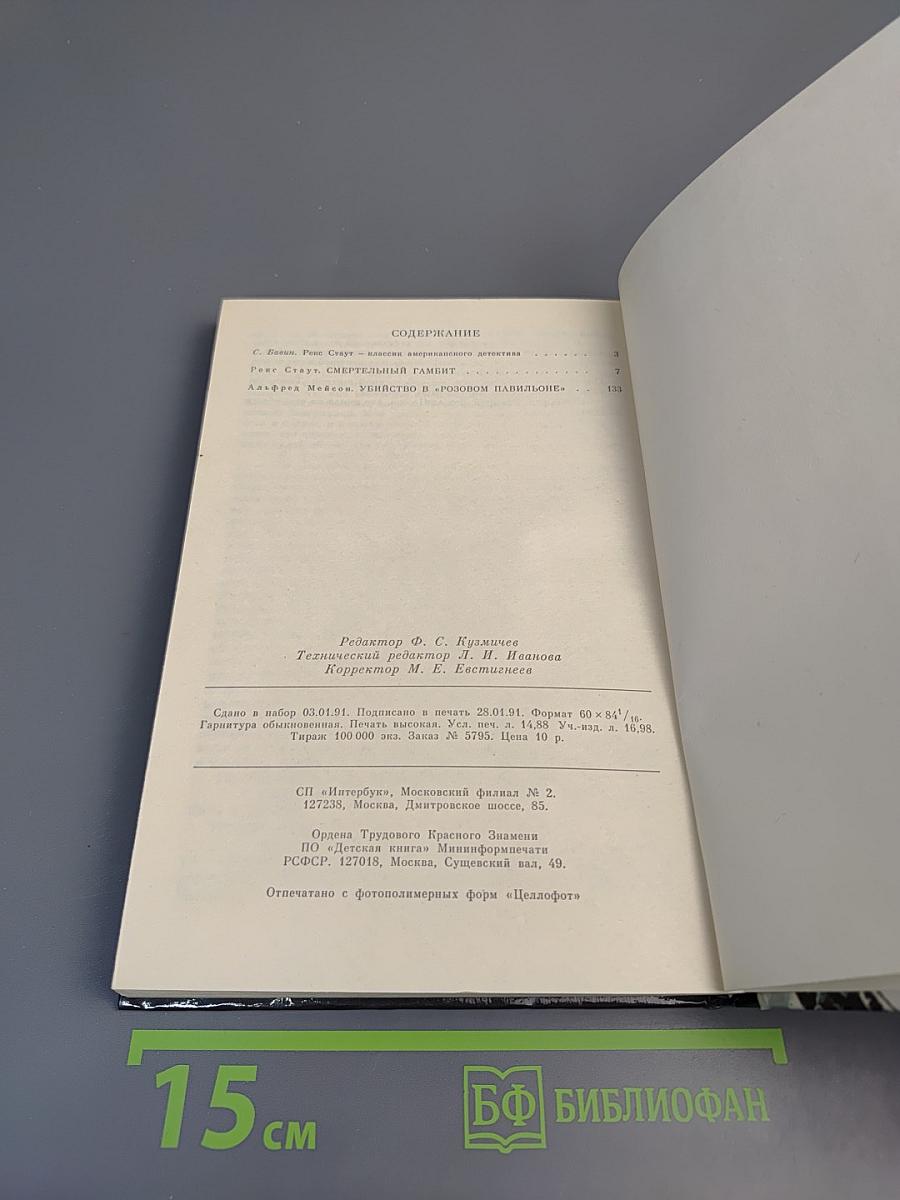 СОДЕРЖАНИЕ
С. Бавин. Рекс Стаут — классик американского детектива . . . . . . 3
Рекс Стаут. СМЕРТЕЛЬНЫЙ ГАМБИТ . . . . . . . . . . . . . 7
Альфред Мейсон. УБИЙСТВО В «РОЗОВОМ ПАВИЛЬОНЕ» . . 133
Редактор Ф. С. Кузмичев
Технический редактор Л. И. Иванова
Корректор М. Е. Евстигнеев
Сдано в набор 03.01.91. Подписано в печать 28.01.91. Формат 60×84¹/₁₆.
Гарнитура обыкновенная. Печать высокая. Усл. печ. л. 14,88 Уч.-изд. л. 16,98.
Тираж 100 000 экз. Заказ № 5795. Цена 10 р.
СП «Интербук», Московский филиал № 2.
127238, Москва, Дмитровское шоссе, 85.
Ордена Трудового Красного Знамени
ПО «Детская книга» Мининформпечати
РСФСР. 127018, Москва, Сущевский вал, 49.
Отпечатано с фотополимерных форм «Целлофот»
15 см
БФ БИБЛИОФАН